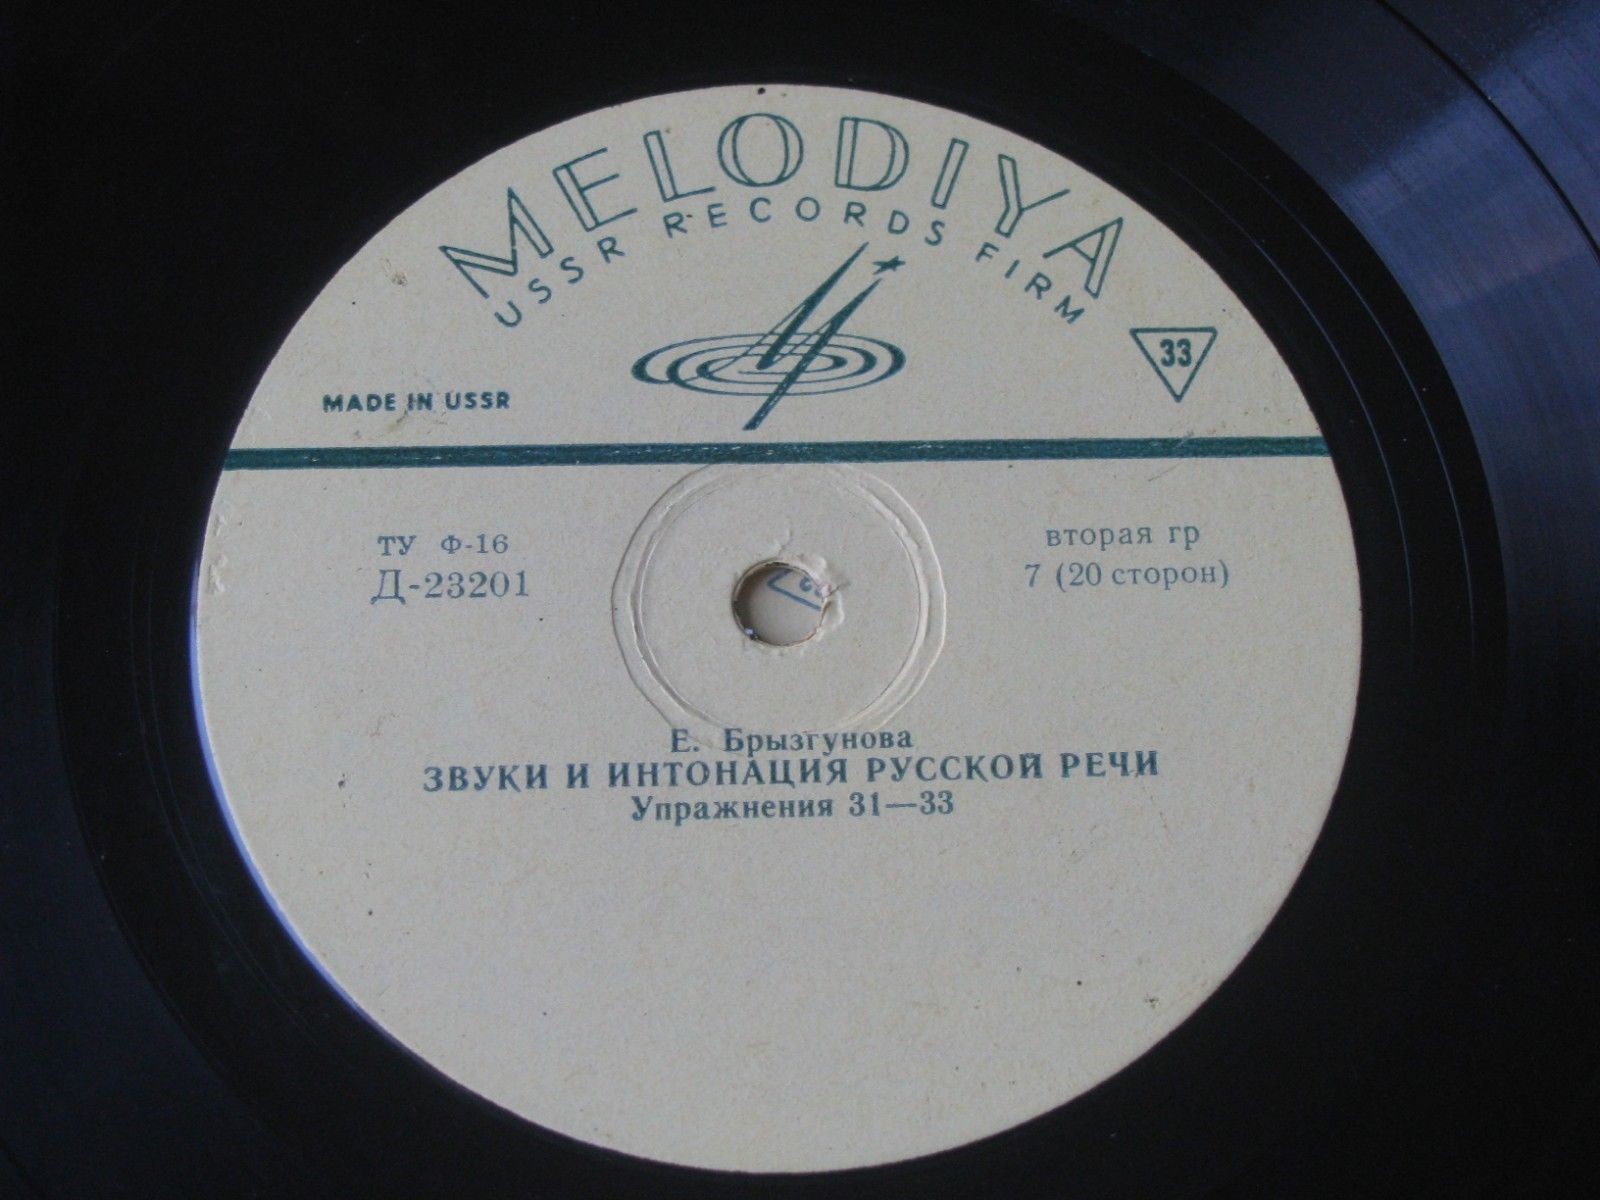 MELODIYA
USSR RECORDS FIRM
33
MADE IN USSR
ТУ Ф-16
Д-23201
вторая гр
7 (20 сторон)
Е. Брызгунова
ЗВУКИ И ИНТОНАЦИЯ РУССКОЙ РЕЧИ
Упражнения 31—33